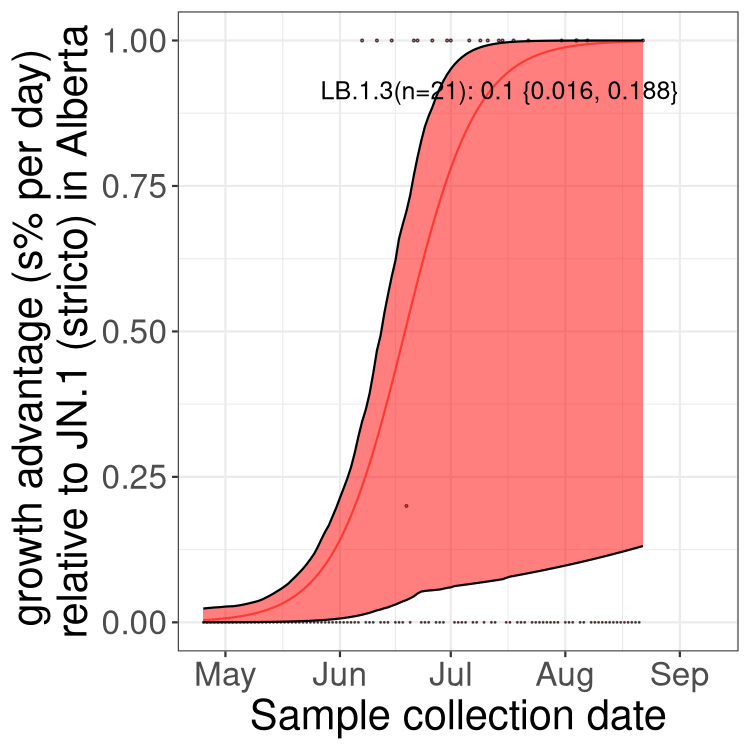 growth advantage (s% per day)
relative to JN.1 (stricto) in Alberta
1.00
0.75
0.50
0.25
0.00
LB.1.3(n=21): 0.1 {0.016, 0.188}
May Jun Jul Aug Sep
Sample collection date